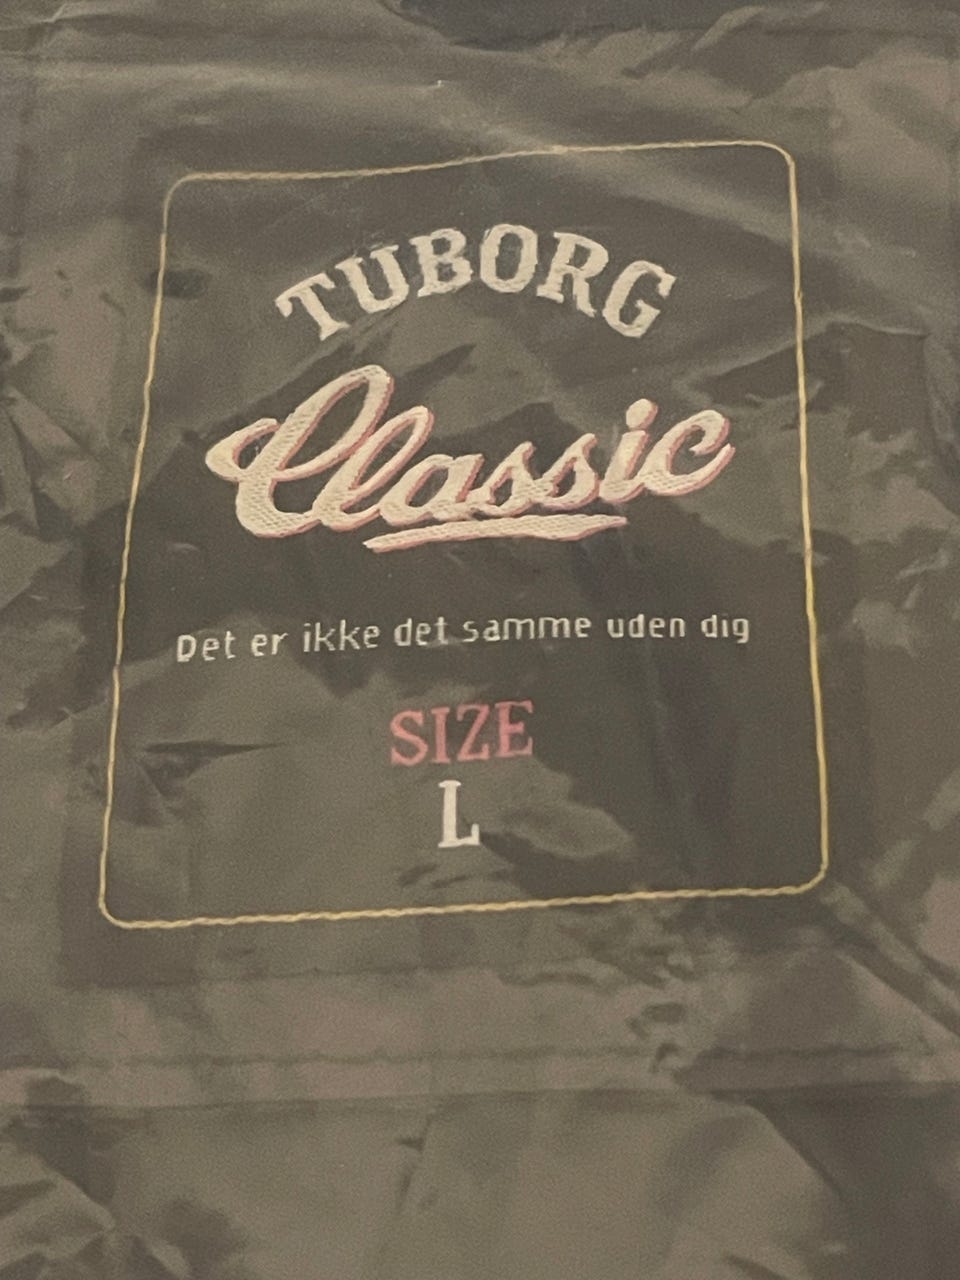 TUBORG
Classic
Det er ikke det samme uden dig
SIZE
L